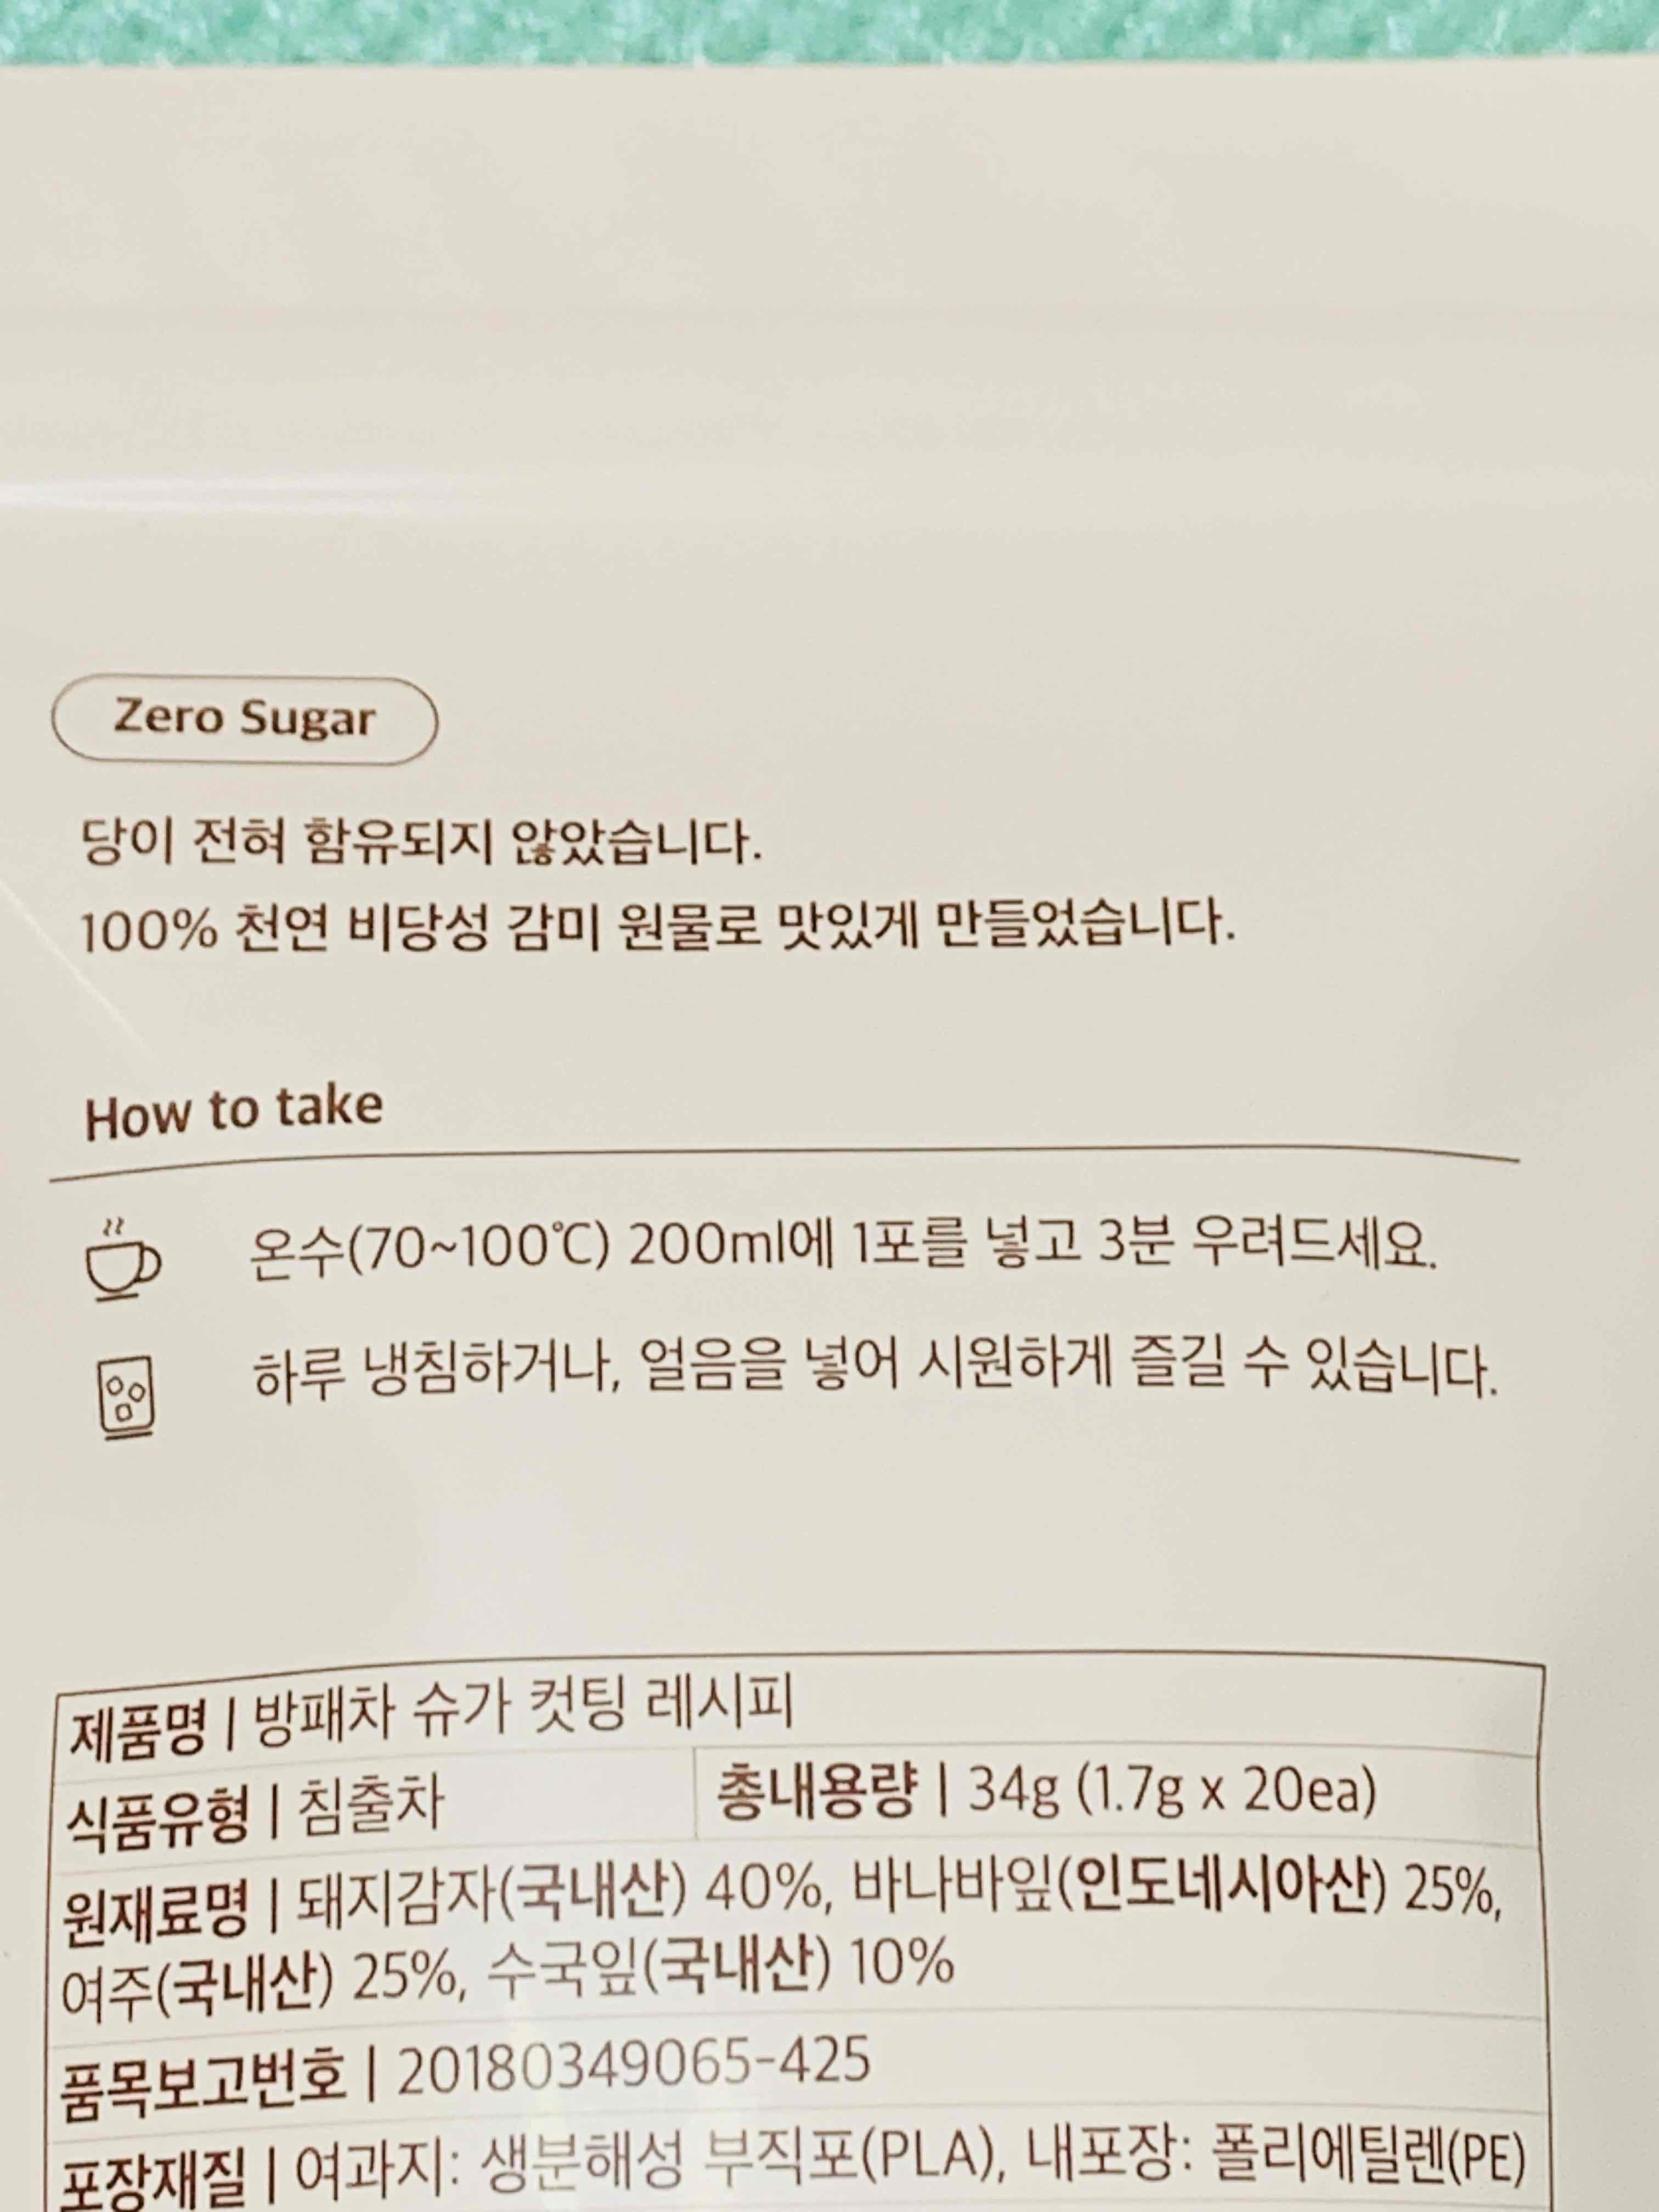 Zero Sugar
당이 전혀 함유되지 않았습니다.
100% 천연 비당성 감미 원물로 맛있게 만들었습니다.
How to take
온수(70~100℃) 200ml에 1포를 넣고 3분 우려드세요.
하루 냉침하거나, 얼음을 넣어 시원하게 즐길 수 있습니다.
제품명 | 방패차 슈가 컷팅 레시피
식품유형 | 침출차 총내용량 | 34g (1.7g x 20ea)
원재료명 | 돼지감자(국내산) 40%, 바나바잎(인도네시아산) 25%,
여주(국내산) 25%, 수국잎(국내산) 10%
품목보고번호 | 20180349065-425
포장재질 | 여과지: 생분해성 부직포(PLA), 내포장: 폴리에틸렌(PE)